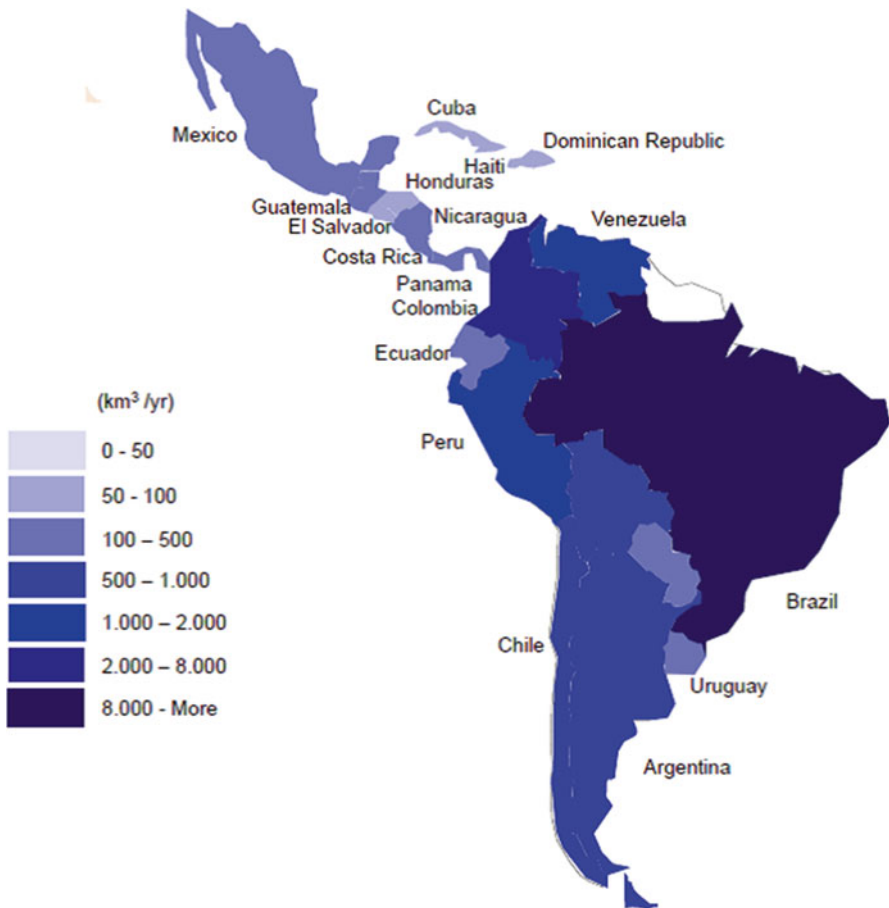 Cuba
Dominican Republic
Mexico
Haiti
Honduras
Guatemala
Nicaragua
Venezuela
El Salvador
Costa Rica
Panama
Colombia
Ecuador
(km³ /yr)
0 - 50
Peru
50 - 100
100 – 500
500 – 1.000
Brazil
1.000 – 2.000
Chile
2.000 – 8.000
Uruguay
8.000 - More
Argentina